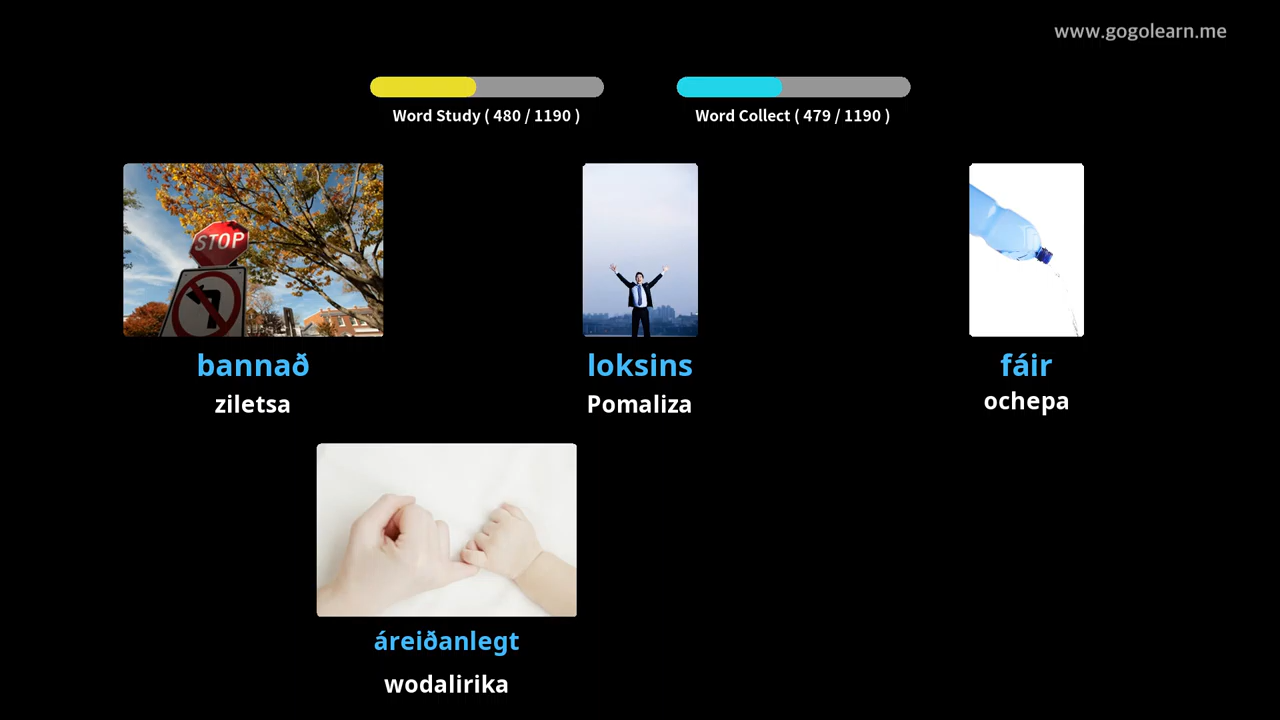 www.gogolearn.me
Word Study ( 480 / 1190 )
Word Collect ( 479 / 1190 )
STOP
bannað
loksins
fáir
ziletsa
Pomaliza
ochepa
áreiðanlegt
wodalirika